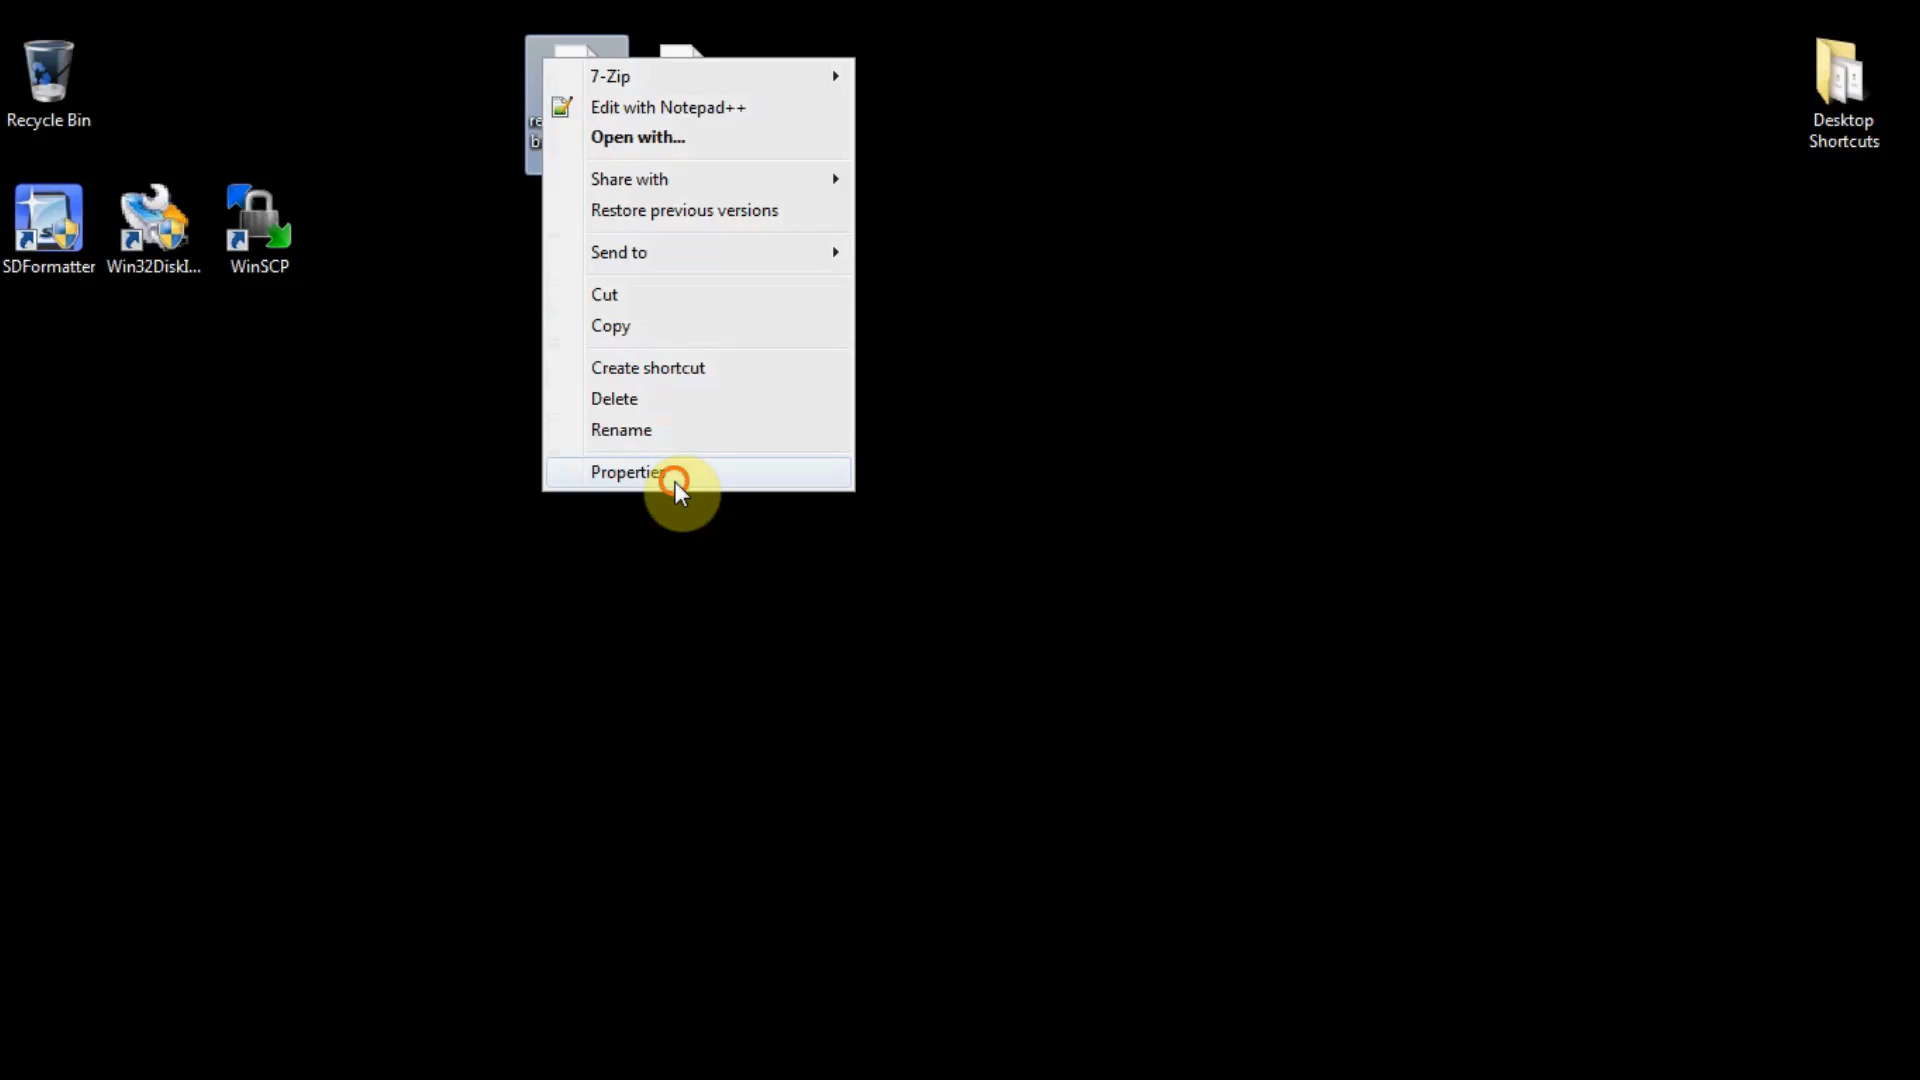 7-Zip
Edit with Notepad++
Open with...
Share with
Restore previous versions
Send to
Cut
Copy
Create shortcut
Delete
Rename
Properties
Recycle Bin
SDFormatter
Win32DiskI...
WinSCP
Desktop
Shortcuts